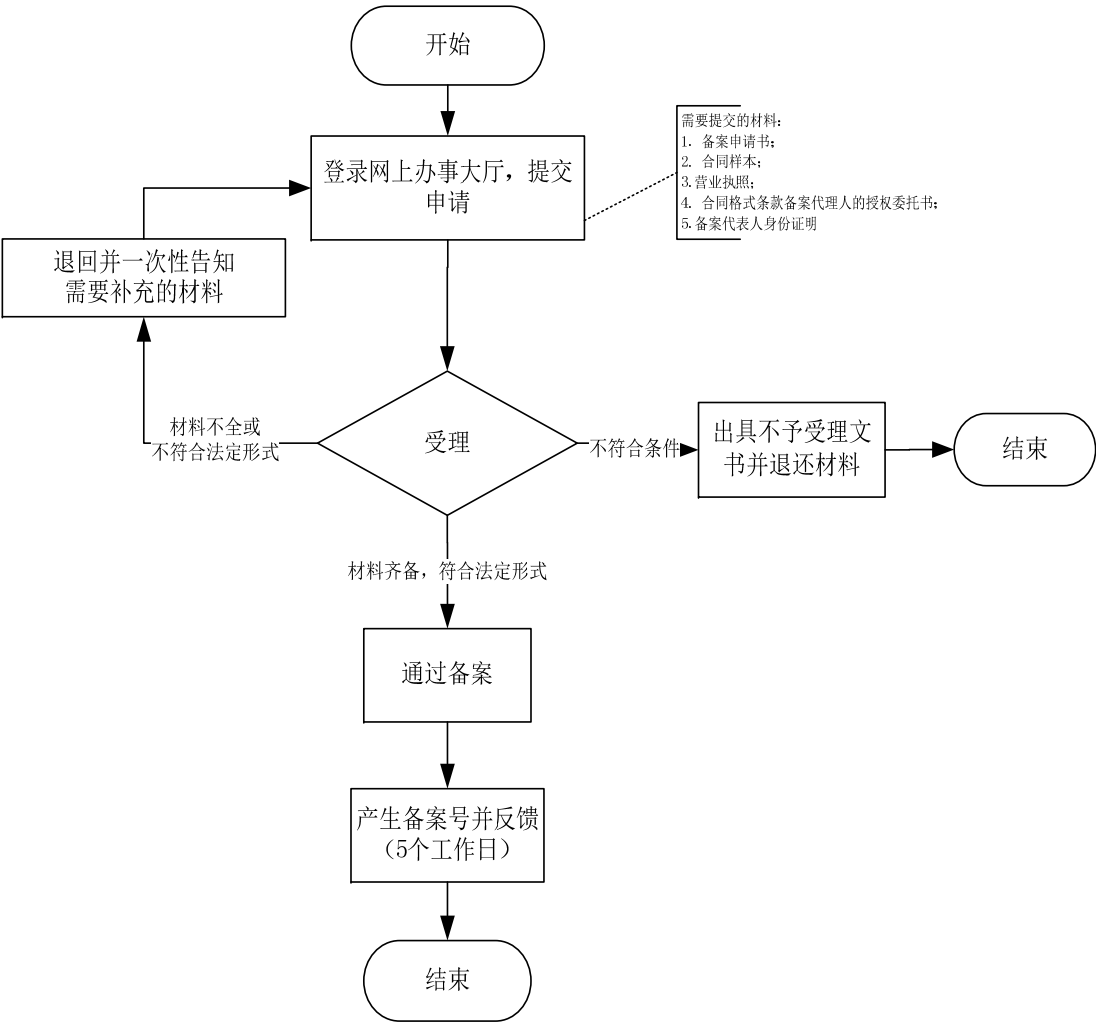 开始
登录网上办事大厅，提交
申请
需要提交的材料：
1. 备案申请书；
2. 合同样本；
3.营业执照；
4. 合同格式条款备案代理人的授权委托书；
5.备案代表人身份证明
退回并一次性告知
需要补充的材料
材料不全或
不符合法定形式
受理
不符合条件
出具不予受理文
书并退还材料
结束
材料齐备，符合法定形式
通过备案
产生备案号并反馈
（5个工作日）
结束